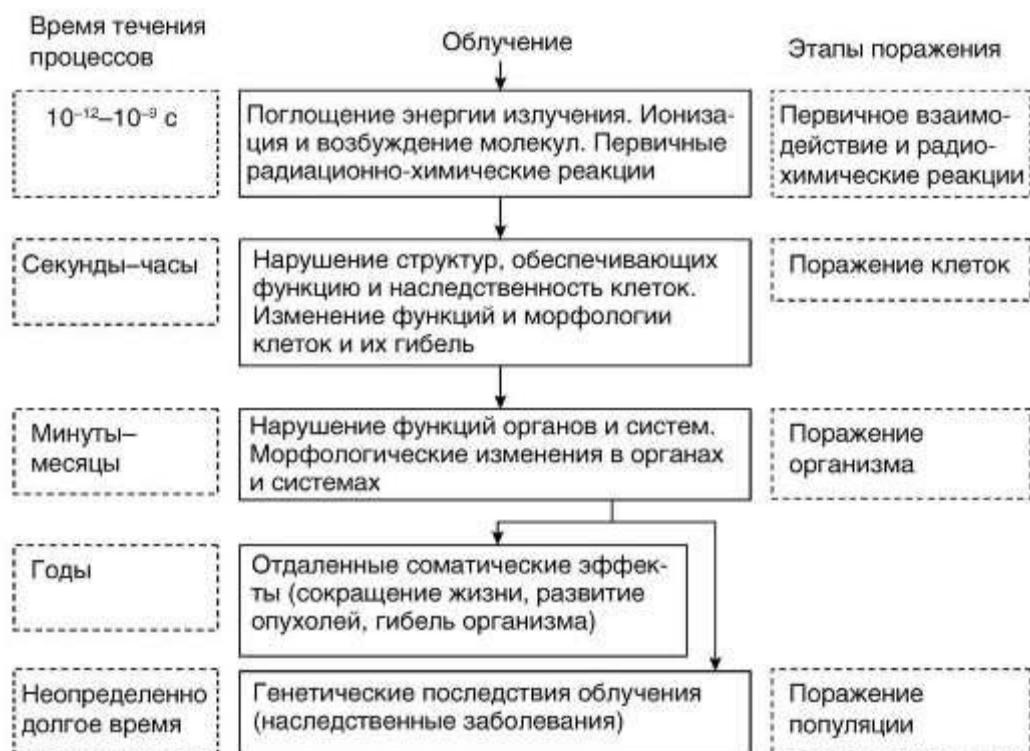 Время течения
процессов
Облучение
Этапы поражения
10⁻¹²–10⁻⁹ с
Поглощение энергии излучения. Иониза-
ция и возбуждение молекул. Первичные
радиационно-химические реакции
Первичное взаимо-
действие и радио-
химические реакции
Секунды–часы
Нарушение структур, обеспечивающих
функцию и наследственность клеток.
Изменение функций и морфологии
клеток и их гибель
Поражение клеток
Минуты–
месяцы
Нарушение функций органов и систем.
Морфологические изменения в органах
и системах
Поражение
организма
Годы
Отдаленные соматические эффек-
ты (сокращение жизни, развитие
опухолей, гибель организма)
Неопределенно
долгое время
Генетические последствия облучения
(наследственные заболевания)
Поражение
популяции